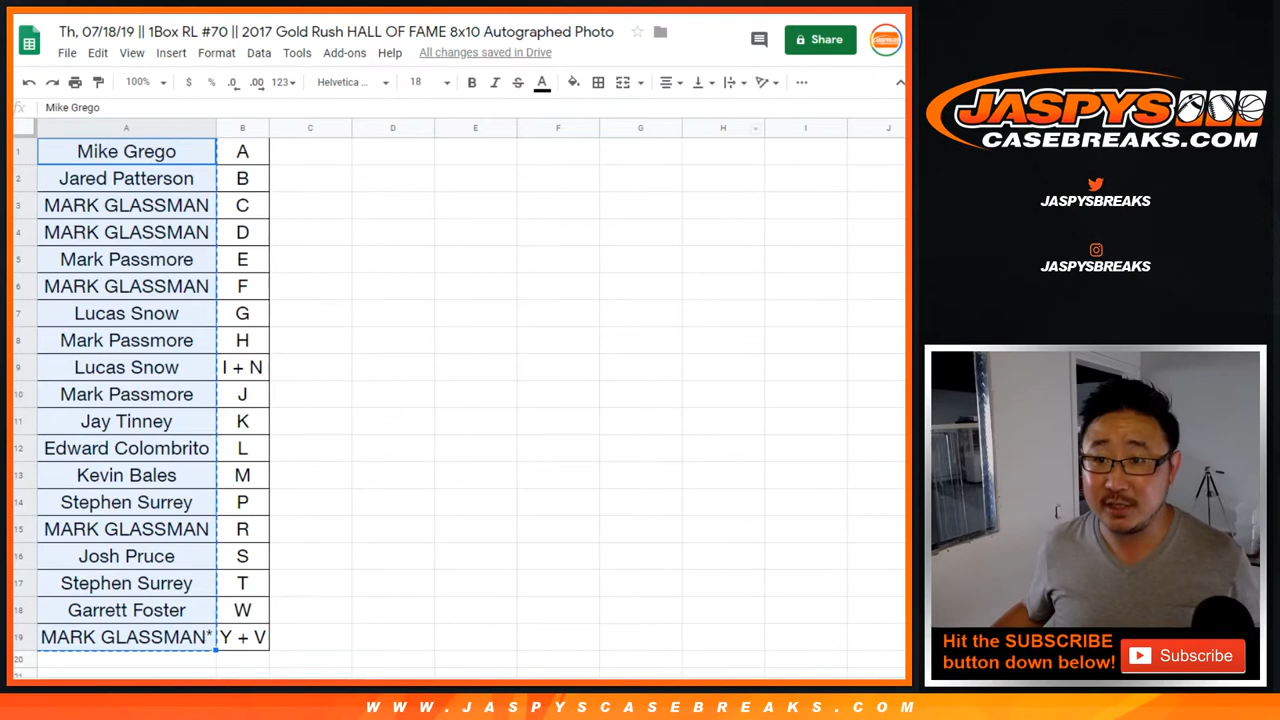 Th, 07/18/19 || 1Box RL #70 || 2017 Gold Rush HALL OF FAME 8x10 Autographed Photo
File Edit View Insert Format Data Tools Add-ons Help All changes saved in Drive
Share
100% $ % .0 .00 123 Helvetica ... 18 B I S A
fx Mike Grego
A B C D E F G H I J
1 Mike Grego A
2 Jared Patterson B
3 MARK GLASSMAN C
4 MARK GLASSMAN D
5 Mark Passmore E
6 MARK GLASSMAN F
7 Lucas Snow G
8 Mark Passmore H
9 Lucas Snow I + N
10 Mark Passmore J
11 Jay Tinney K
12 Edward Colombrito L
13 Kevin Bales M
14 Stephen Surrey P
15 MARK GLASSMAN R
16 Josh Pruce S
17 Stephen Surrey T
18 Garrett Foster W
19 MARK GLASSMAN* Y + V
20
JASPYS
CASEBREAKS.COM
JASPYSBREAKS
JASPYSBREAKS
Hit the SUBSCRIBE
button down below!
Subscribe
WWW.JASPYSCASEBREAKS.COM